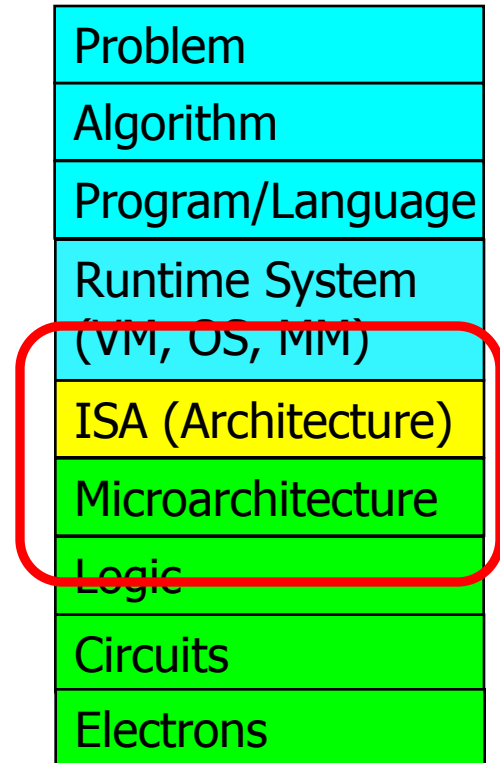 Problem
Algorithm
Program/Language
Runtime System
(VM, OS, MM)
ISA (Architecture)
Microarchitecture
Logic
Circuits
Electrons